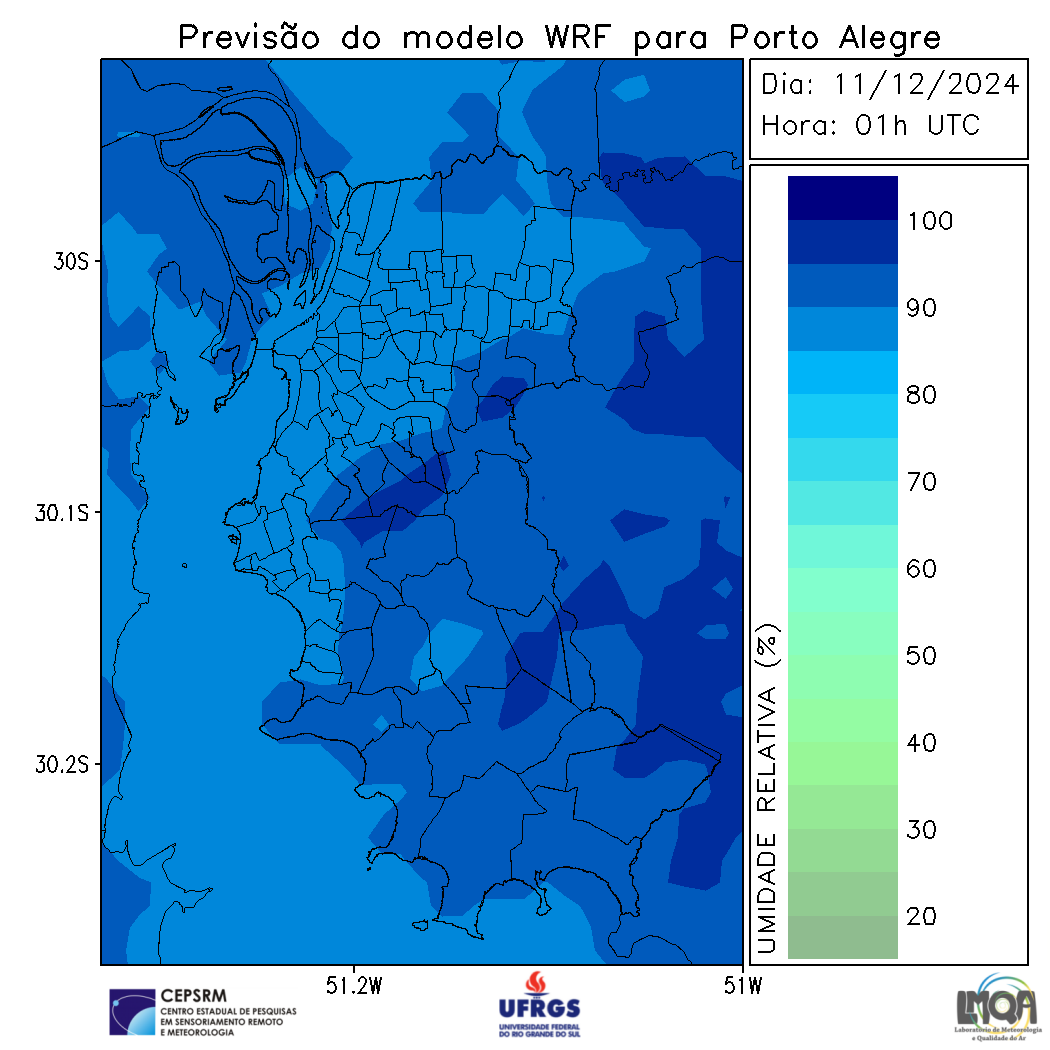 Previsão do modelo WRF para Porto Alegre
Dia: 11/12/2024
Hora: 01h UTC
30S
30.1S
30.2S
51.2W
51W
UMIDADE RELATIVA (%)
100
90
80
70
60
50
40
30
20
CEPSRM
CENTRO ESTADUAL DE PESQUISAS
EM SENSORIAMENTO REMOTO
E METEOROLOGIA
UFRGS
UNIVERSIDADE FEDERAL
DO RIO GRANDE DO SUL
LMQA
Laboratório de Meteorologia
e Qualidade do Ar